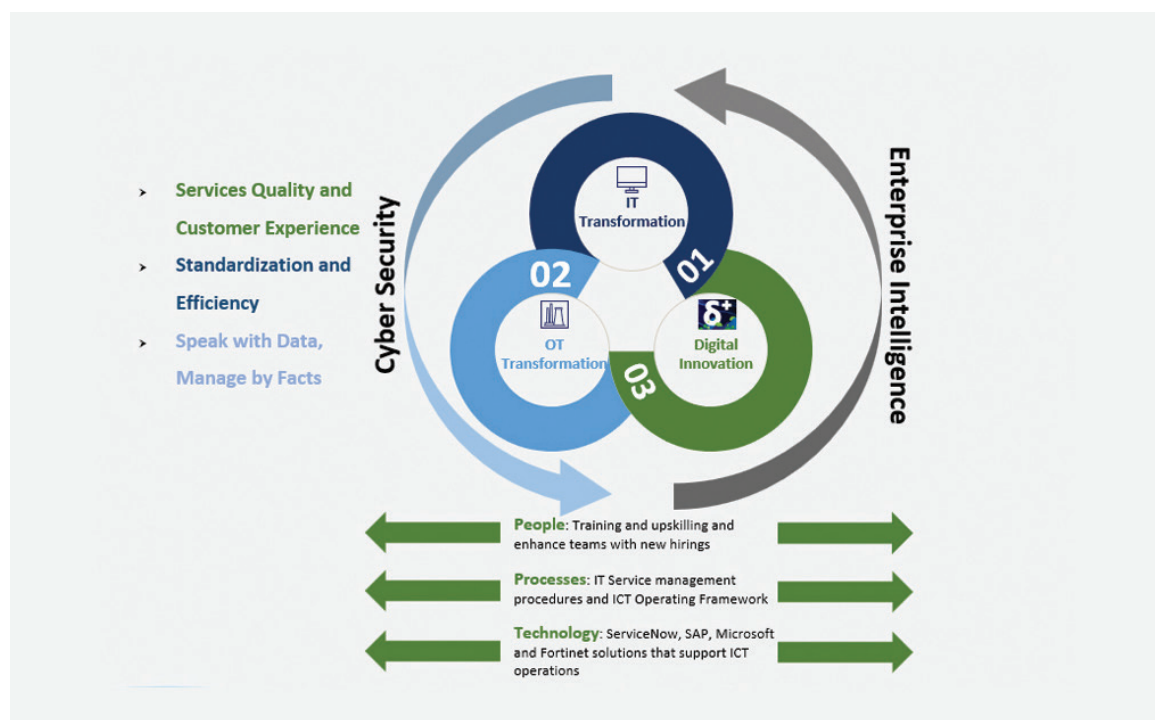 Services Quality and
Customer Experience
Standardization and
Efficiency
Speak with Data,
Manage by Facts
Cyber Security
IT
Transformation
01
02
OT
Transformation
δ+
Digital
Innovation
03
Enterprise Intelligence
People: Training and upskilling and
enhance teams with new hirings
Processes: IT Service management
procedures and ICT Operating Framework
Technology: ServiceNow, SAP, Microsoft
and Fortinet solutions that support ICT
operations